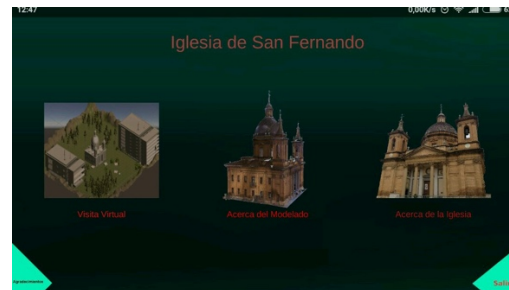 12:47
0,00K/s
Iglesia de San Fernando
Visita Virtual
Acerca del Modelado
Acerca de la Iglesia
Agradecimientos
Salir